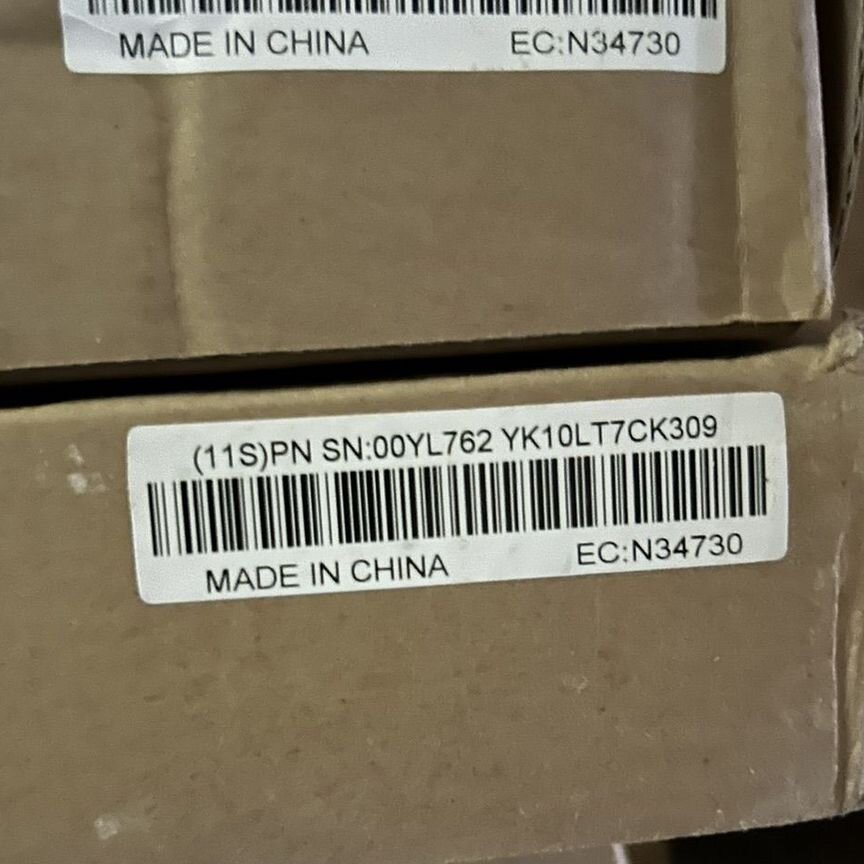 MADE IN CHINA EC:N34730
(11S)PN SN:00YL762 YK10LT7CK309
MADE IN CHINA EC:N34730